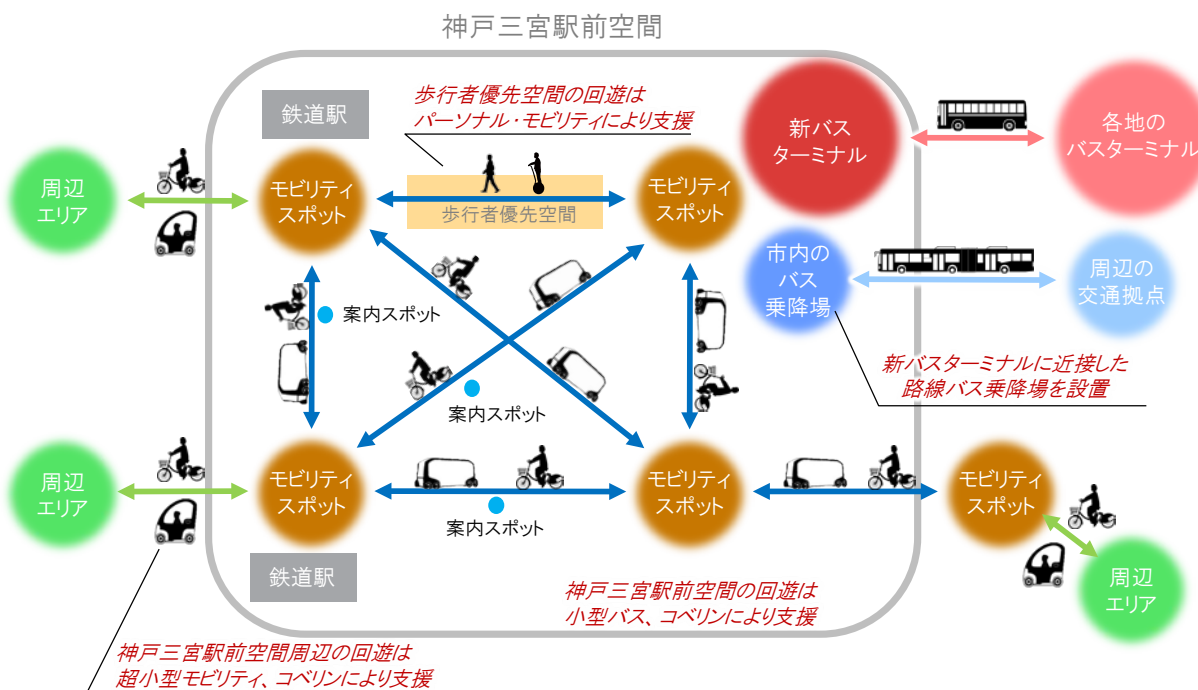 神戸三宮駅前空間
鉄道駅
歩行者優先空間の回遊は
パーソナル・モビリティにより支援
新バス
ターミナル
各地の
バスターミナル
周辺
エリア
モビリティ
スポット
歩行者優先空間
モビリティ
スポット
市内の
バス
乗降場
周辺の
交通拠点
案内スポット
新バスターミナルに近接した
路線バス乗降場を設置
案内スポット
周辺
エリア
モビリティ
スポット
モビリティ
スポット
モビリティ
スポット
案内スポット
鉄道駅
周辺
エリア
神戸三宮駅前空間の回遊は
小型バス、コベリンにより支援
神戸三宮駅前空間周辺の回遊は
超小型モビリティ、コベリンにより支援